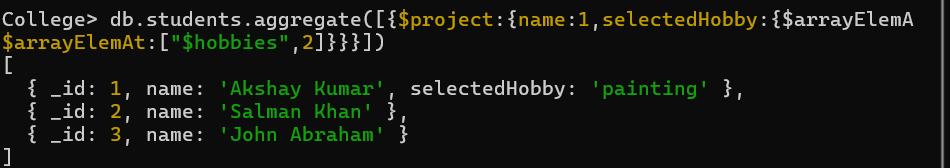 College> db.students.aggregate([{$project:{name:1,selectedHobby:{$arrayElemA
$arrayElemAt:["$hobbies",2]}}}])
[
  { _id: 1, name: 'Akshay Kumar', selectedHobby: 'painting' },
  { _id: 2, name: 'Salman Khan' },
  { _id: 3, name: 'John Abraham' }
]